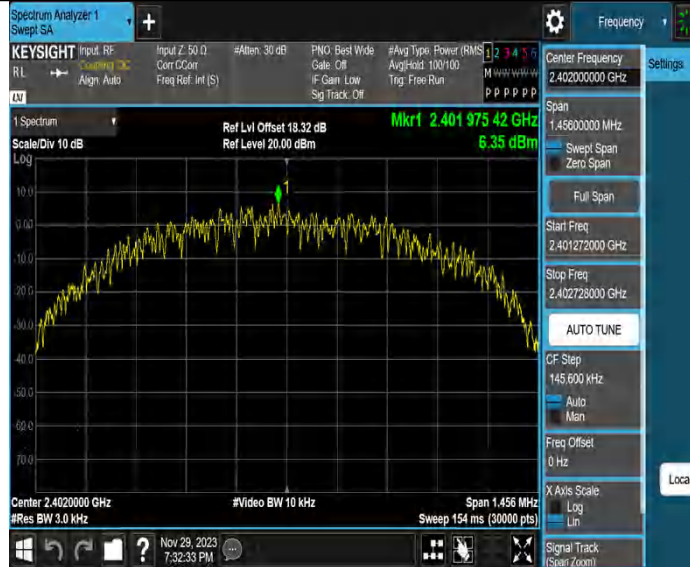 Spectrum Analyzer 1
Swept SA
+
Frequency
KEYSIGHT
RL
Input: RF
Coupling: DC
Align: Auto
Input Z: 50 Ω
Corr CCorr
Freq Ref: Int (S)
#Atten: 30 dB
PNO: Best Wide
Gate: Off
IF Gain: Low
Sig Track: Off
#Avg Type: Power (RMS
Avg|Hold: 100/100
Trig: Free Run
1 2 3 4 5 6
M W W W W W
P P P P P P
LXI
1 Spectrum
Scale/Div 10 dB
Log
Ref Lvl Offset 18.32 dB
Ref Level 20.00 dBm
Mkr1 2.401 975 42 GHz
6.35 dBm
1
10.0
0.00
-10.0
-20.0
-30.0
-40.0
-50.0
-60.0
-70.0
Center 2.4020000 GHz
#Res BW 3.0 kHz
#Video BW 10 kHz
Span 1.456 MHz
Sweep 154 ms (30000 pts)
Nov 29, 2023
7:32:33 PM
?
Center Frequency
2.402000000 GHz
Settings
Span
1.45600000 MHz
Swept Span
Zero Span
Full Span
Start Freq
2.401272000 GHz
Stop Freq
2.402728000 GHz
AUTO TUNE
CF Step
145.600 kHz
Auto
Man
Freq Offset
0 Hz
X Axis Scale
Log
Lin
Loca
Signal Track
(Span Zoom)